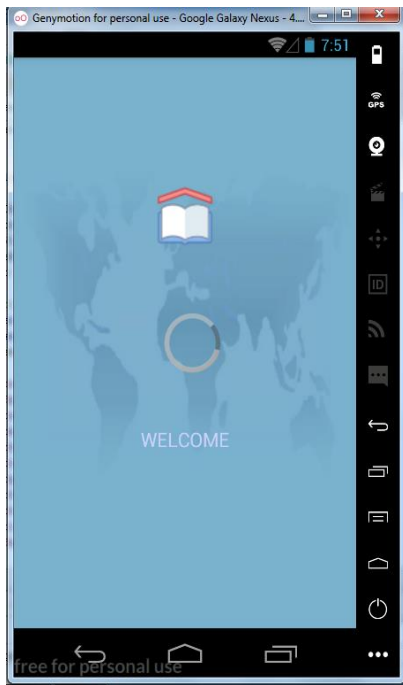 Genymotion for personal use - Google Galaxy Nexus - 4....
7:51
GPS
ID
WELCOME
free for personal use